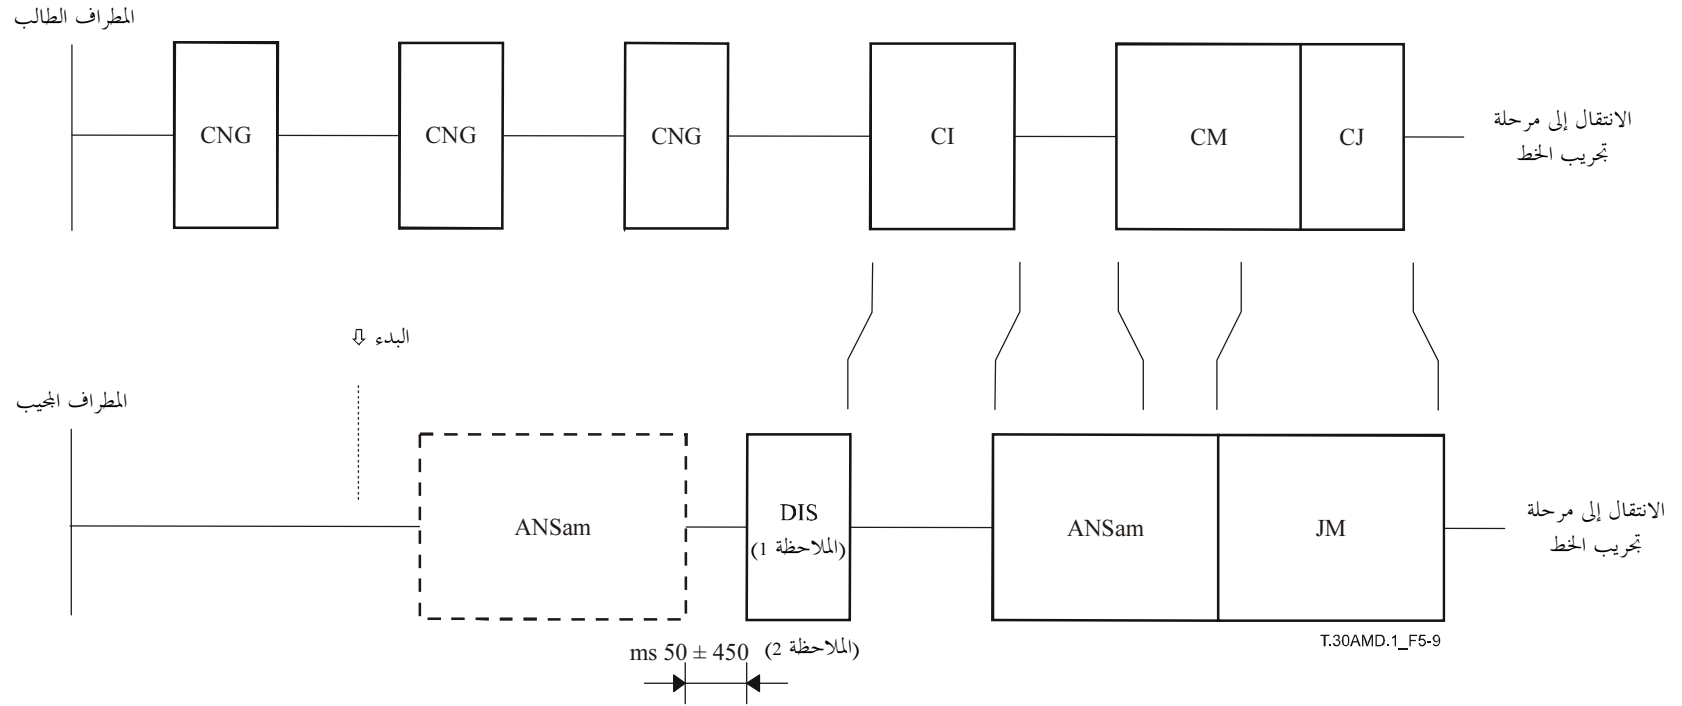 المطراف الطالب
CNG
CNG
CNG
CI
CM
CJ
الانتقال إلى مرحلة
تجريب الخط
البدء ⇩
المطراف المجيب
ANSam
DIS
(الملاحظة 1)
ANSam
JM
الانتقال إلى مرحلة
تجريب الخط
T.30AMD.1_F5-9
ms 50 ± 450
(الملاحظة 2)